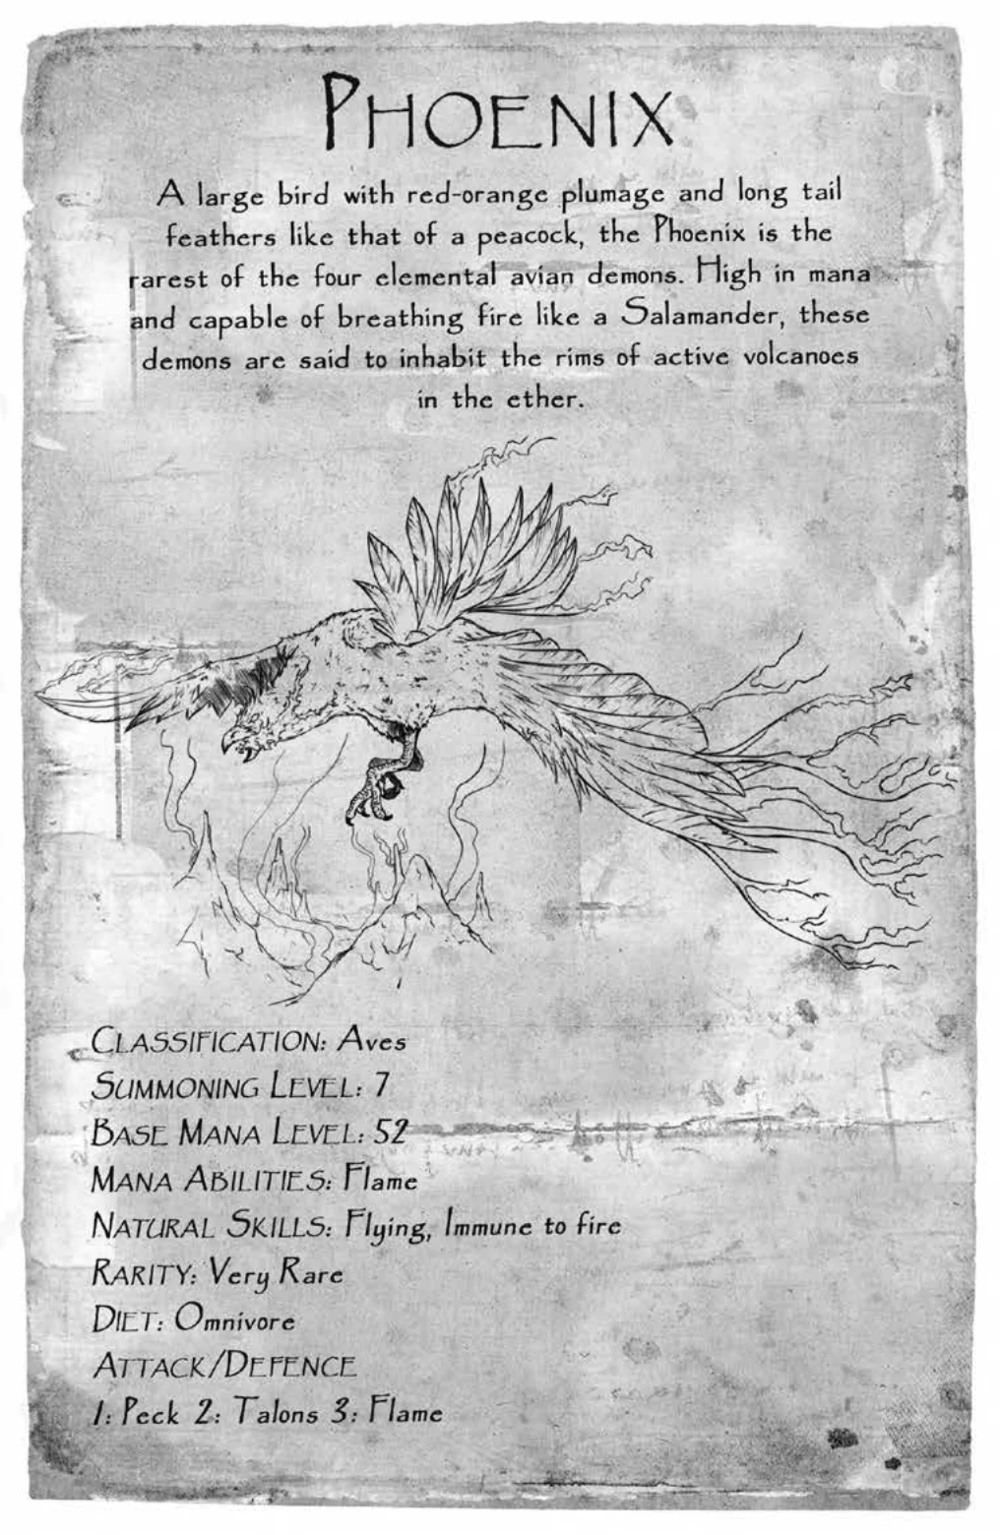 PHOENIX
A large bird with red-orange plumage and long tail
feathers like that of a peacock, the Phoenix is the
rarest of the four elemental avian demons. High in mana
and capable of breathing fire like a Salamander, these
demons are said to inhabit the rims of active volcanoes
in the ether.
CLASSIFICATION: Aves
SUMMONING LEVEL: 7
BASE MANA LEVEL: 52
MANA ABILITIES: Flame
NATURAL SKILLS: Flying, Immune to fire
RARITY: Very Rare
DIET: Omnivore
ATTACK/DEFENCE
1: Peck 2: Talons 3: Flame